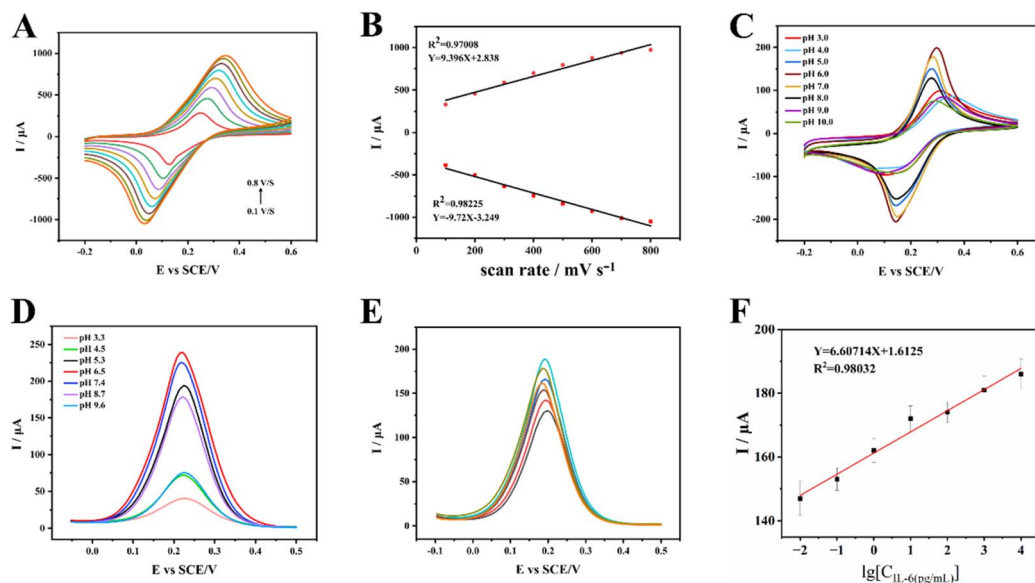 A
I / μA
1000
500
0
-500
-1000
0.8 V/S
0.1 V/S
-0.2
0.0
0.2
0.4
0.6
E vs SCE/V
B
I / μA
1000
500
0
-500
-1000
R²=0.97008
Y=9.396X+2.838
R²=0.98225
Y=-9.72X-3.249
0
200
400
600
800
scan rate / mV s⁻¹
C
I / μA
200
100
0
-100
-200
pH 3.0
pH 4.0
pH 5.0
pH 6.0
pH 7.0
pH 8.0
pH 9.0
pH 10.0
-0.2
0.0
0.2
0.4
0.6
E vs SCE/V
D
I / μA
250
200
150
100
50
0
pH 3.3
pH 4.5
pH 5.3
pH 6.5
pH 7.4
pH 8.7
pH 9.6
0.0
0.1
0.2
0.3
0.4
0.5
E vs SCE/V
E
I / μA
200
150
100
50
0
-0.1
0.0
0.1
0.2
0.3
0.4
0.5
E vs SCE/V
F
I / μA
200
180
160
140
Y=6.60714X+1.6125
R²=0.98032
−2
−1
0
1
2
3
4
lg[C_IL-6(pg/mL)]